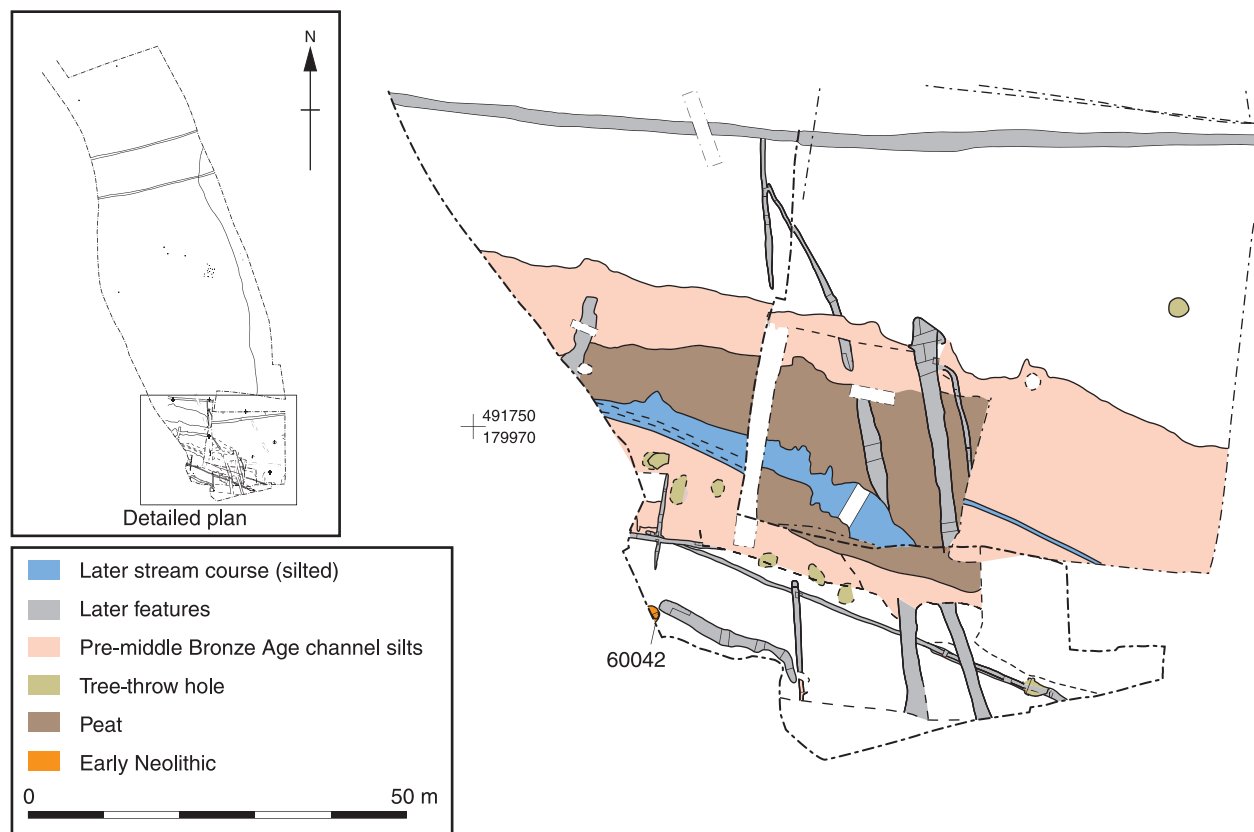 N
Detailed plan
491750
179970
60042
Later stream course (silted)
Later features
Pre-middle Bronze Age channel silts
Tree-throw hole
Peat
Early Neolithic
0 50 m